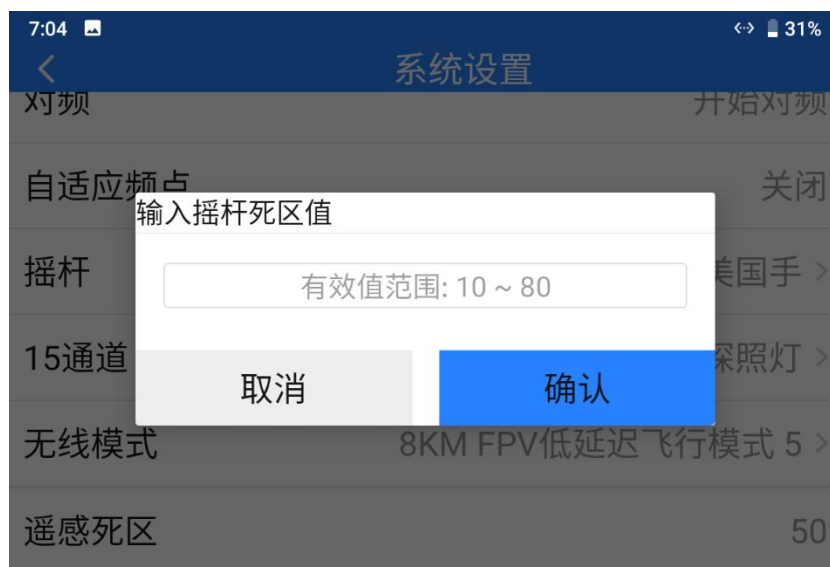 7:04 31%
系统设置
对频 开始对频
自适应频点 关闭
输入摇杆死区值
摇杆 美国手 >
有效值范围: 10 ~ 80
15通道 探照灯 >
取消 确认
无线模式 8KM FPV低延迟飞行模式 5 >
遥感死区 50